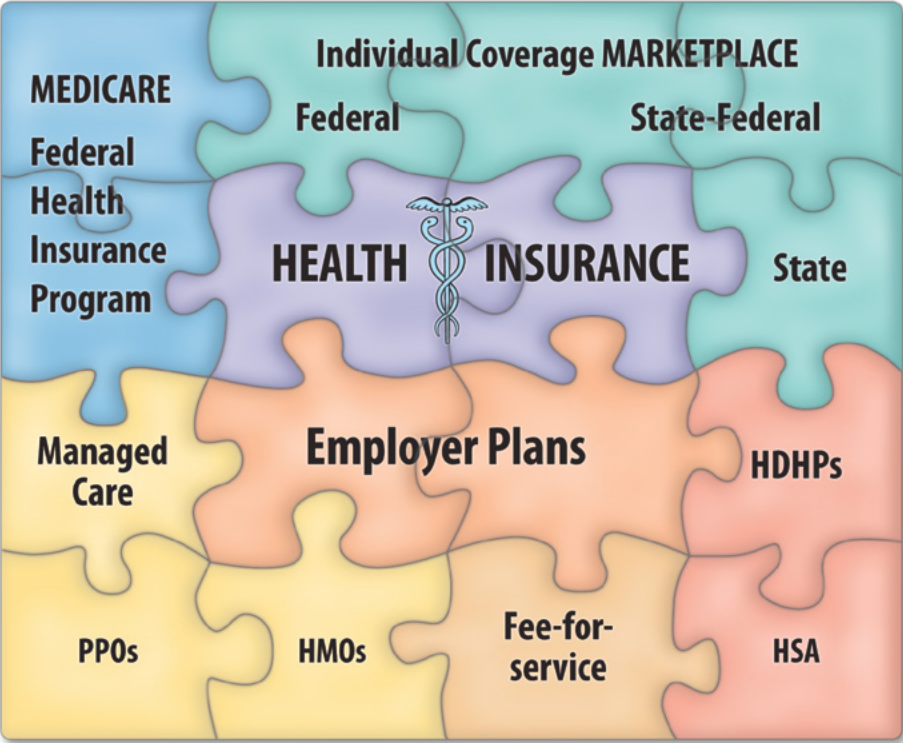 Individual Coverage MARKETPLACE
Federal
State-Federal
State
MEDICARE
Federal
Health
Insurance
Program
HEALTH INSURANCE
Managed
Care
Employer Plans
HDHPs
PPOs
HMOs
Fee-for-
service
HSA